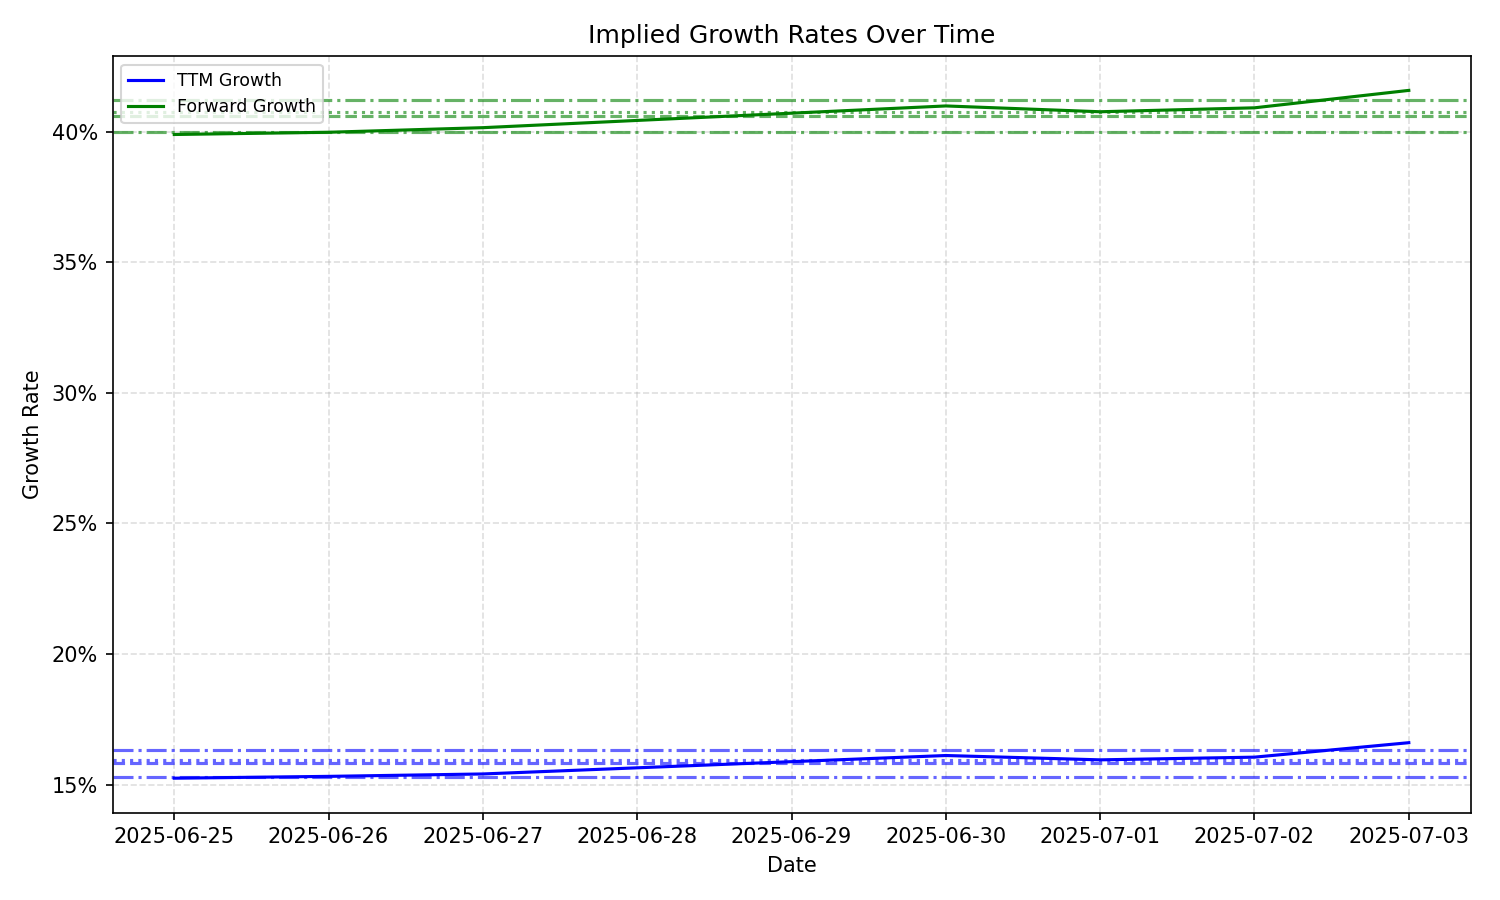 Implied Growth Rates Over Time
TTM Growth
Forward Growth
40%
35%
30%
25%
20%
15%
Growth Rate
2025-06-25 2025-06-26 2025-06-27 2025-06-28 2025-06-29 2025-06-30 2025-07-01 2025-07-02 2025-07-03
Date